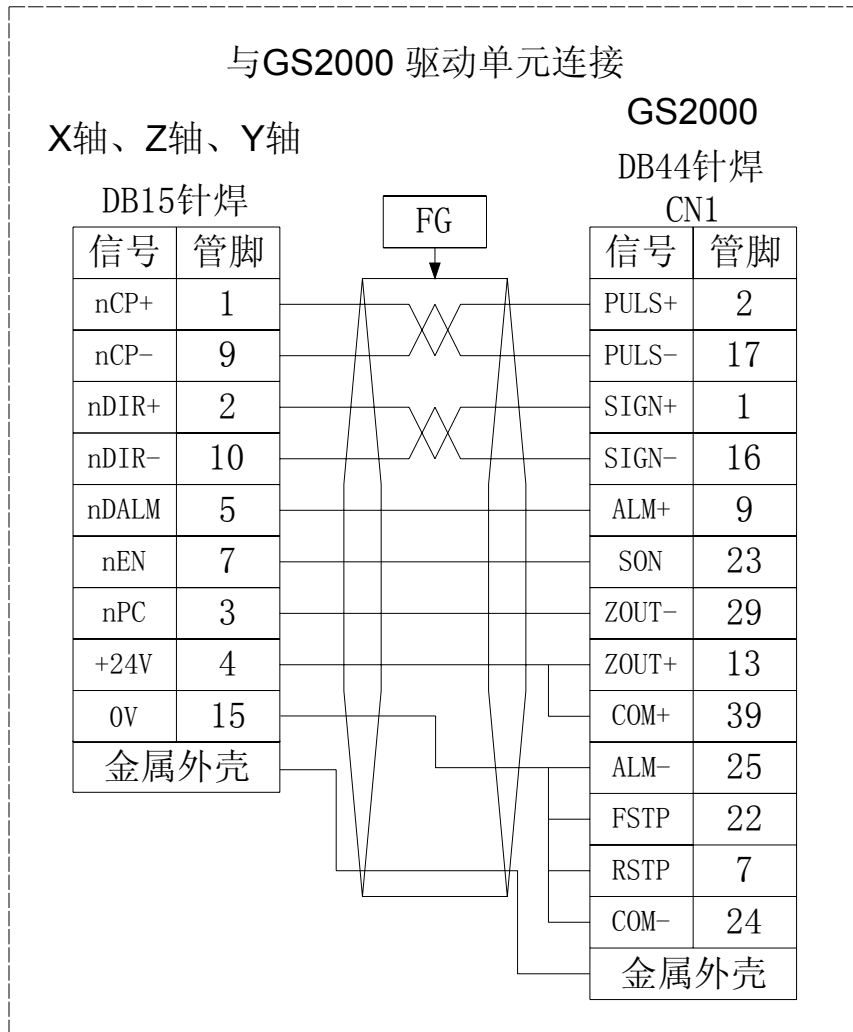 与GS2000 驱动单元连接
X轴、Z轴、Y轴
DB15针焊
信号 管脚
nCP+ 1
nCP- 9
nDIR+ 2
nDIR- 10
nDALM 5
nEN 7
nPC 3
+24V 4
0V 15
金属外壳
FG
GS2000
DB44针焊
CN1
信号 管脚
PULS+ 2
PULS- 17
SIGN+ 1
SIGN- 16
ALM+ 9
SON 23
ZOUT- 29
ZOUT+ 13
COM+ 39
ALM- 25
FSTP 22
RSTP 7
COM- 24
金属外壳